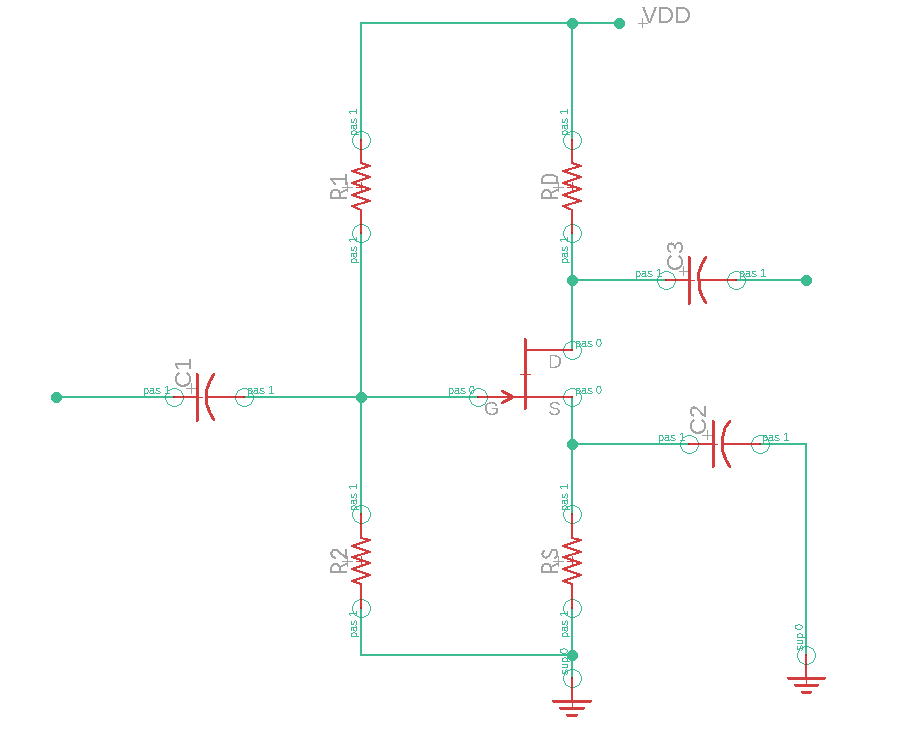 VDD
pas 1
pas 1
R1
RD
pas 1
pas 1
C3
pas 1
pas 1
pas 0
D
C1
pas 1
pas 1
pas 0
pas 0
G
S
C2
pas 1
pas 1
pas 1
pas 1
R2
RS
pas 1
pas 1
sup 0
sup 0